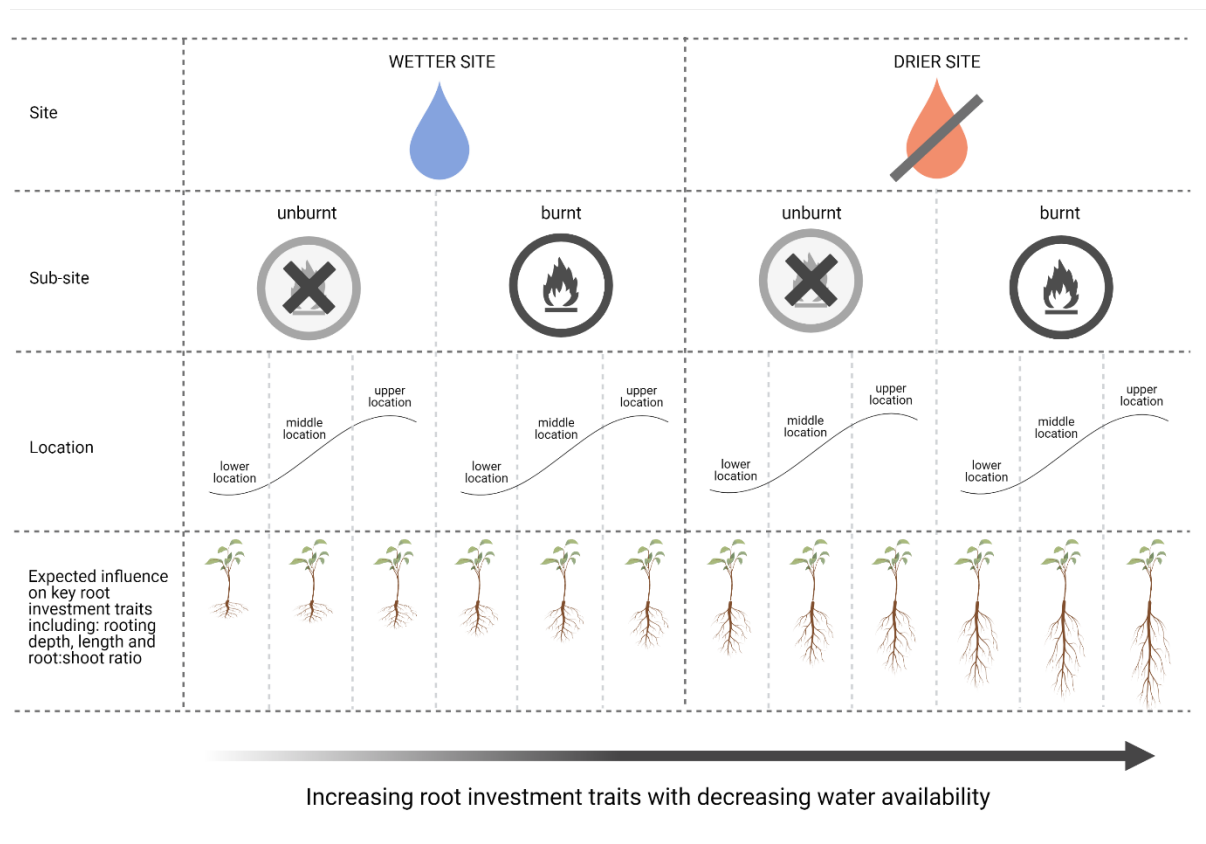 WETTER SITE
DRIER SITE
Site
unburnt
burnt
unburnt
burnt
Sub-site
upper
location
middle
location
lower
location
upper
location
middle
location
lower
location
upper
location
middle
location
lower
location
upper
location
middle
location
lower
location
Location
Expected influence
on key root
investment traits
including: rooting
depth, length and
root:shoot ratio
Increasing root investment traits with decreasing water availability